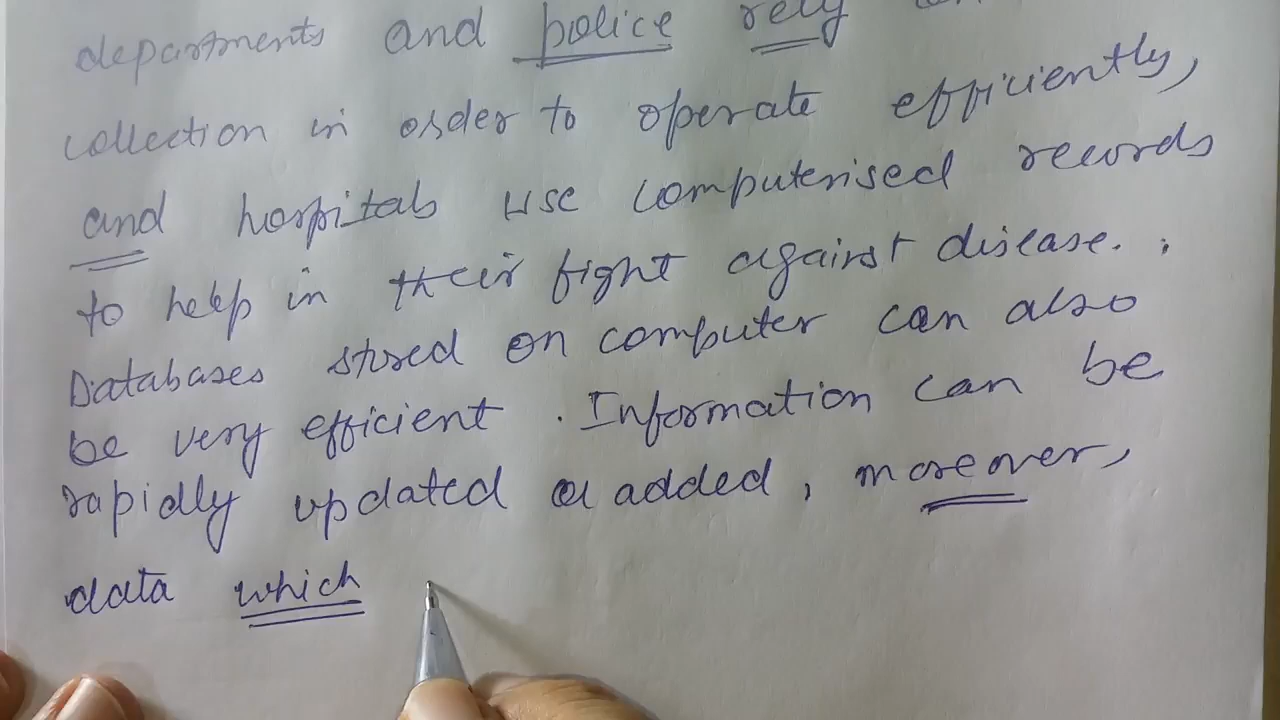 departments and police rely
collection in order to operate efficiently,
and hospitals use computerised records
to help in their fight against disease.
Databases stored on computer can also
be very efficient. Information can be
rapidly updated added, moreover,
data which